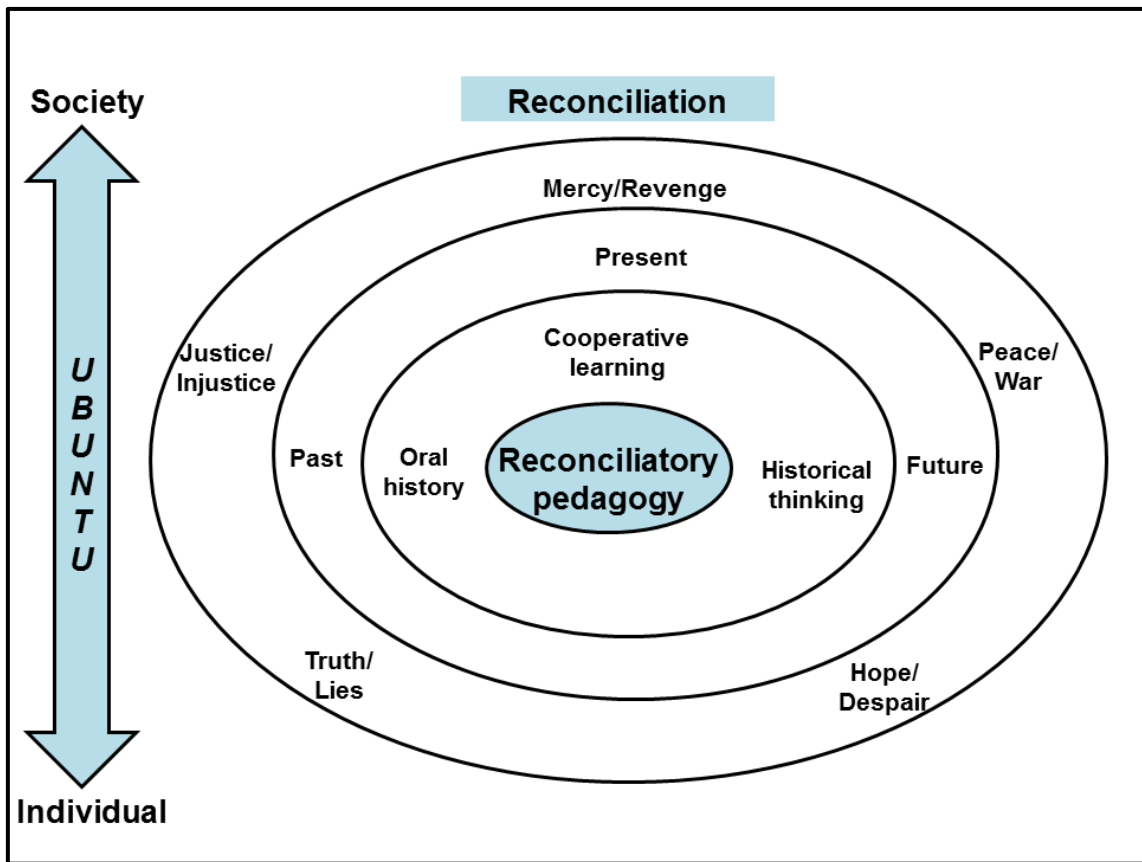 Society
Reconciliation
Mercy/Revenge
Present
Cooperative
learning
Justice/
Injustice
Peace/
War
U
B
U
N
T
U
Past
Oral
history
Reconciliatory
pedagogy
Historical
thinking
Future
Truth/
Lies
Hope/
Despair
Individual